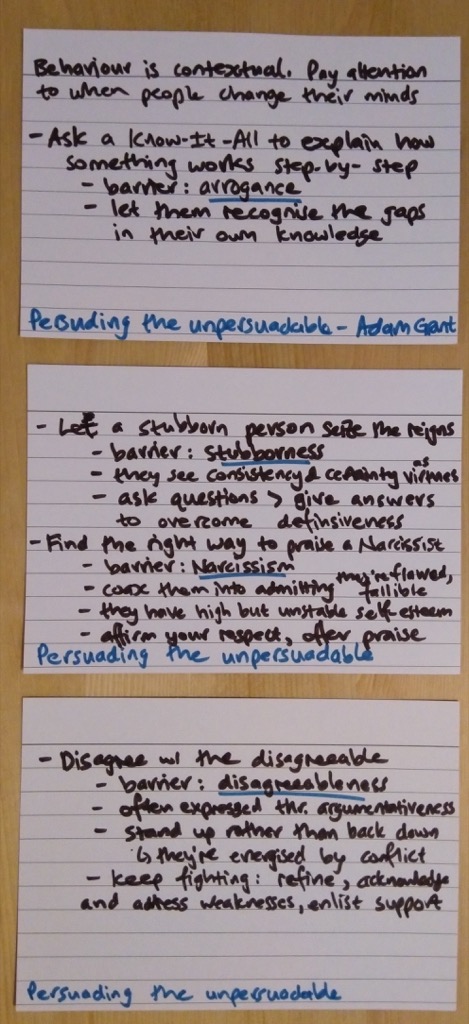 Behaviour is contextual. Pay attention
to when people change their minds
- Ask a Know-It-All to explain how
something works step-by-step
- barrier: arrogance
- let them recognise the gaps
in their own knowledge
Persuding the unpersuadable - Adam Grant
- Let a stubborn person seize the reigns
- barrier: stubborness
- they see consistency & certainty as virtues
- ask questions > give answers
to overcome definsiveness
- Find the right way to praise a Narcissist
- barrier: Narcissism
- coax them into admitting they're flawed, fallible
- they have high but unstable self-esteem
- affirm your respect, offer praise
Persuading the unpersuadable
- Disagree w/ the disagreeable
- barrier: disagreeableness
- often expressed thr. argumentativeness
- stand up rather than back down
↳ they're energised by conflict
- keep fighting: refine, acknowledge
and adress weaknesses, enlist support
Persuading the unpersuadable